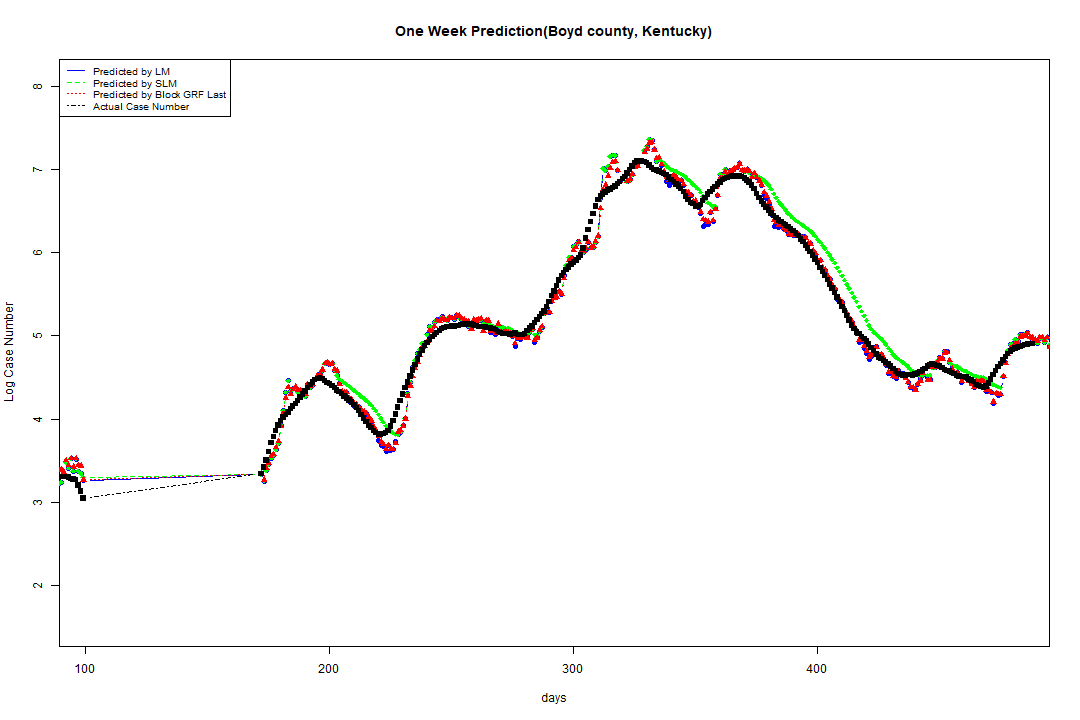 One Week Prediction(Boyd county, Kentucky)
Predicted by LM
Predicted by SLM
Predicted by Block GRF Last
Actual Case Number
8
7
6
5
4
3
2
Log Case Number
100 200 300 400
days